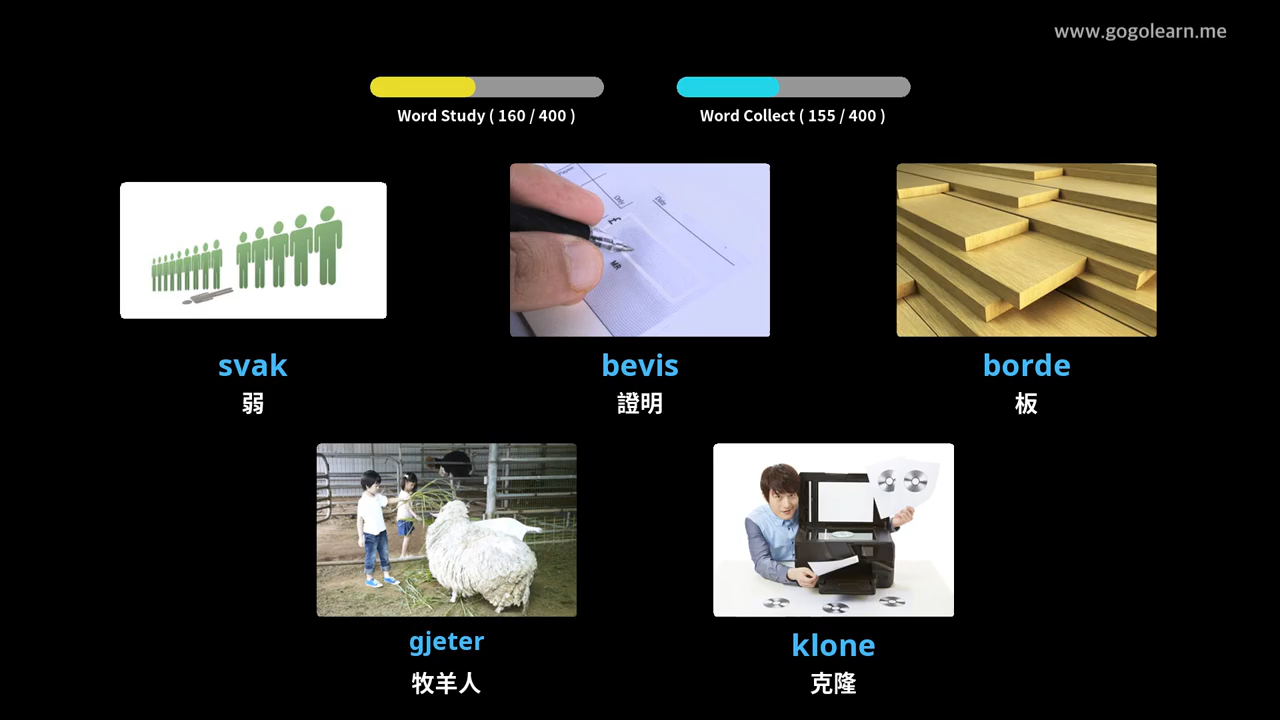 www.gogolearn.me
Word Study ( 160 / 400 )
Word Collect ( 155 / 400 )
svak
弱
bevis
證明
borde
板
gjeter
牧羊人
klone
克隆